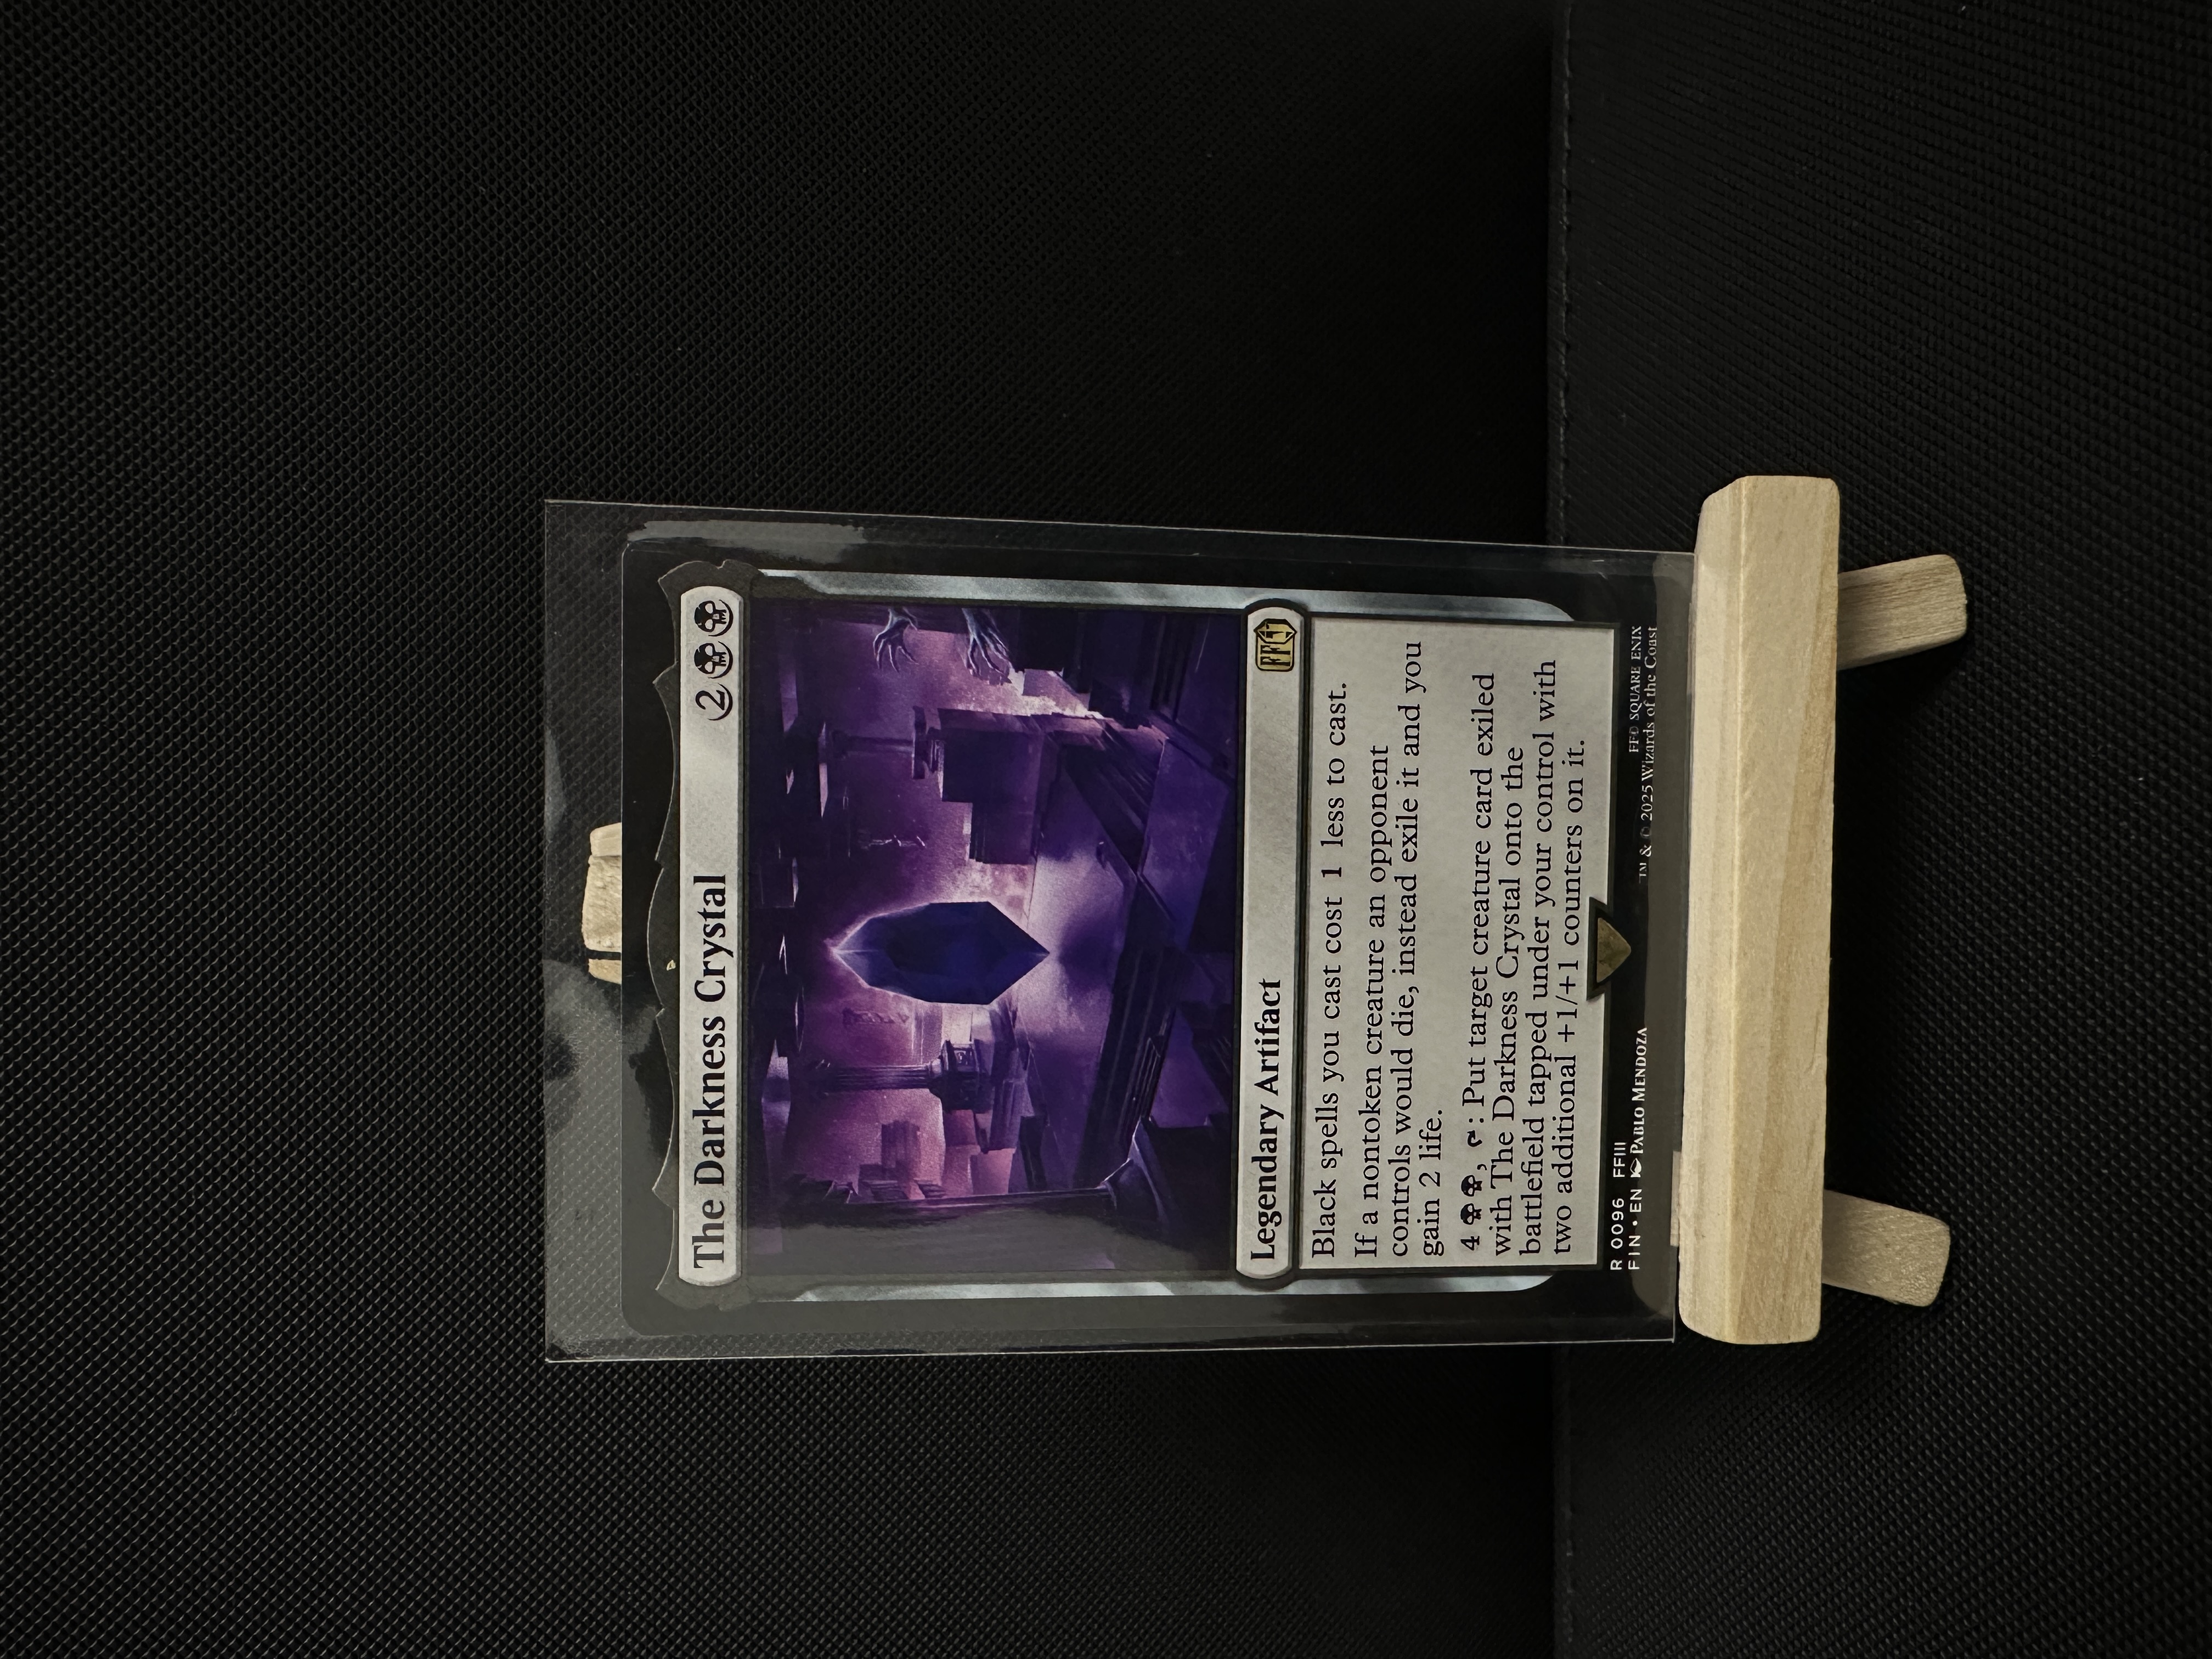 The Darkness Crystal 2
Legendary Artifact FF
Black spells you cast cost 1 less to cast.
If a nontoken creature an opponent
controls would die, instead exile it and you
gain 2 life.
4 , : Put target creature card exiled
with The Darkness Crystal onto the
battlefield tapped under your control with
two additional +1/+1 counters on it.
R 0096 FFIII
FIN • EN PABLO MENDOZA
FF© SQUARE ENIX
™ & © 2025 Wizards of the Coast